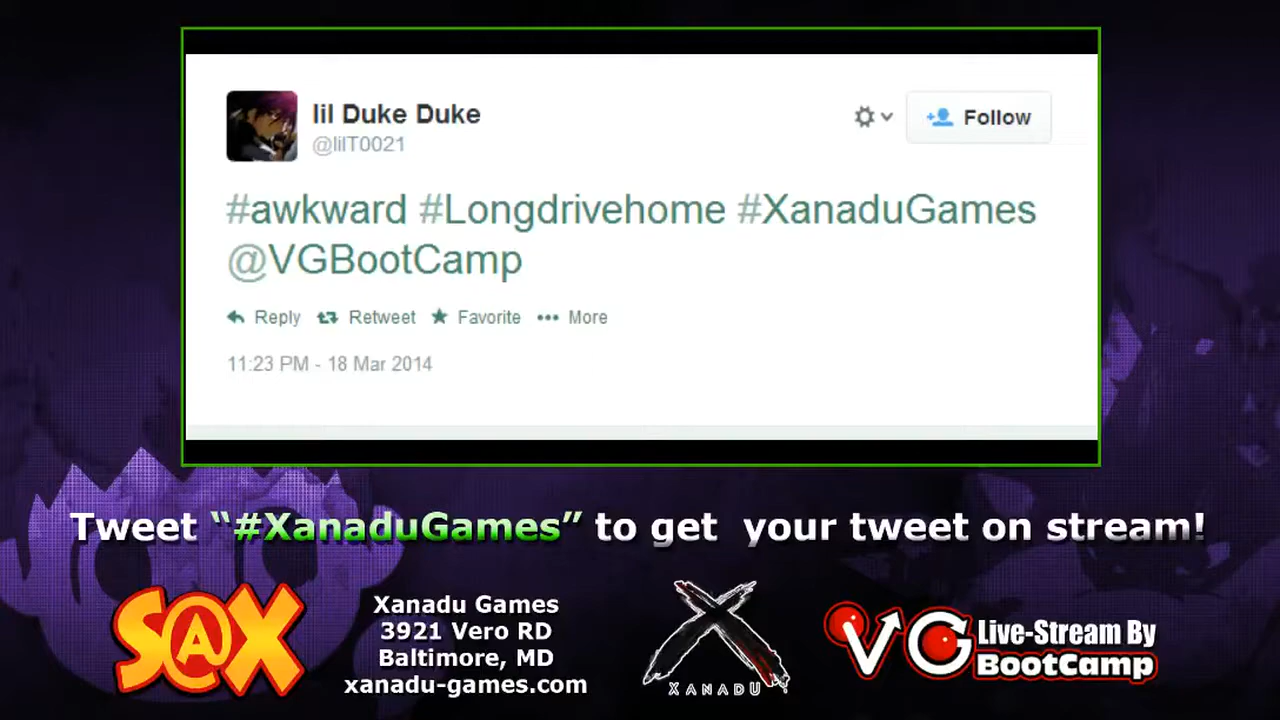 lil Duke Duke
@lilT0021
Follow
#awkward #Longdrivehome #XanaduGames
@VGBootCamp
Reply Retweet Favorite More
11:23 PM - 18 Mar 2014
Tweet “#XanaduGames” to get your tweet on stream!
S@X
Xanadu Games
3921 Vero RD
Baltimore, MD
xanadu-games.com
X
XANADU
VG
Live-Stream By
BootCamp